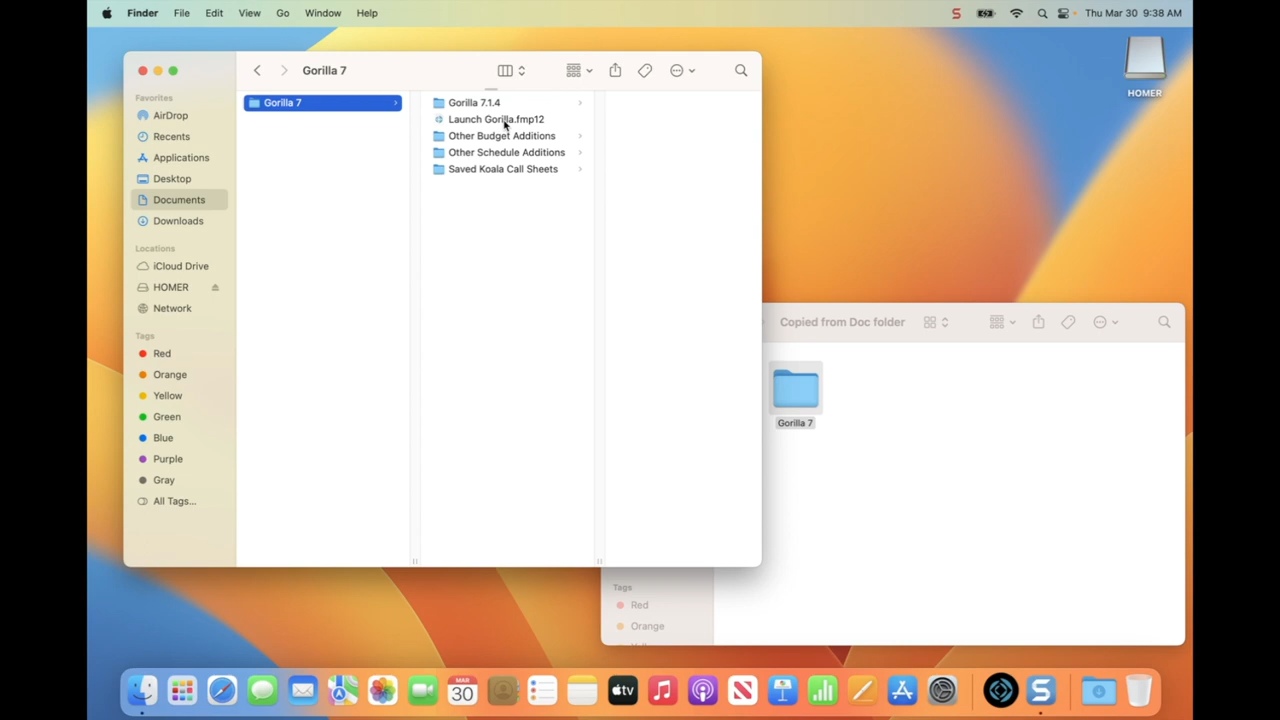 Finder File Edit View Go Window Help
S Thu Mar 30 9:38 AM
HOMER
Gorilla 7
Favorites
AirDrop
Recents
Applications
Desktop
Documents
Downloads
Locations
iCloud Drive
HOMER
Network
Tags
Red
Orange
Yellow
Green
Blue
Purple
Gray
All Tags...
Gorilla 7
Gorilla 7.1.4
Launch Gorilla.fmp12
Other Budget Additions
Other Schedule Additions
Saved Koala Call Sheets
Copied from Doc folder
Gorilla 7
Tags
Red
Orange
MAR
30
tv
S